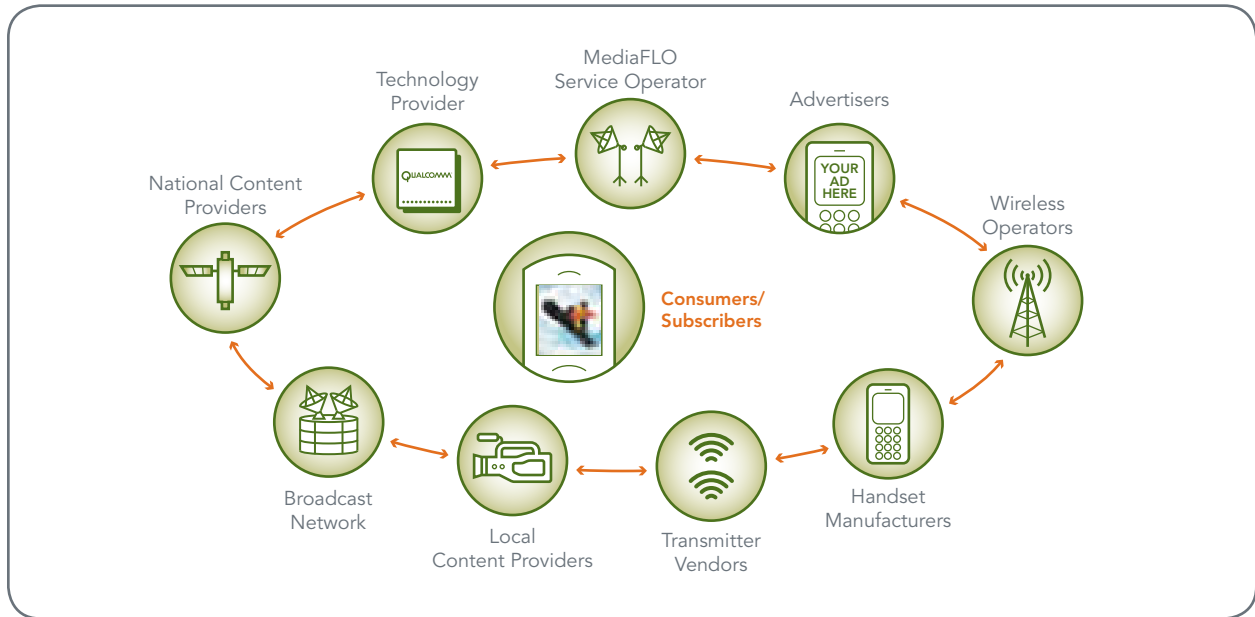 MediaFLO
Service Operator
Technology
Provider
Advertisers
QUALCOMM
YOUR
AD
HERE
National Content
Providers
Wireless
Operators
Consumers/
Subscribers
Broadcast
Network
Local
Content Providers
Transmitter
Vendors
Handset
Manufacturers